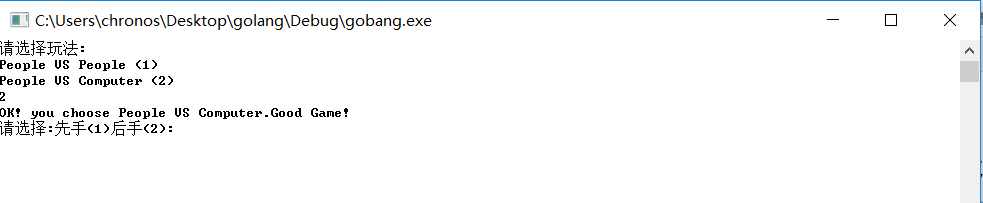 C:\Users\chronos\Desktop\golang\Debug\gobang.exe
请选择玩法:
People VS People (1)
People VS Computer (2)
2
OK! you choose People VS Computer.Good Game!
请选择:先手(1)后手(2):